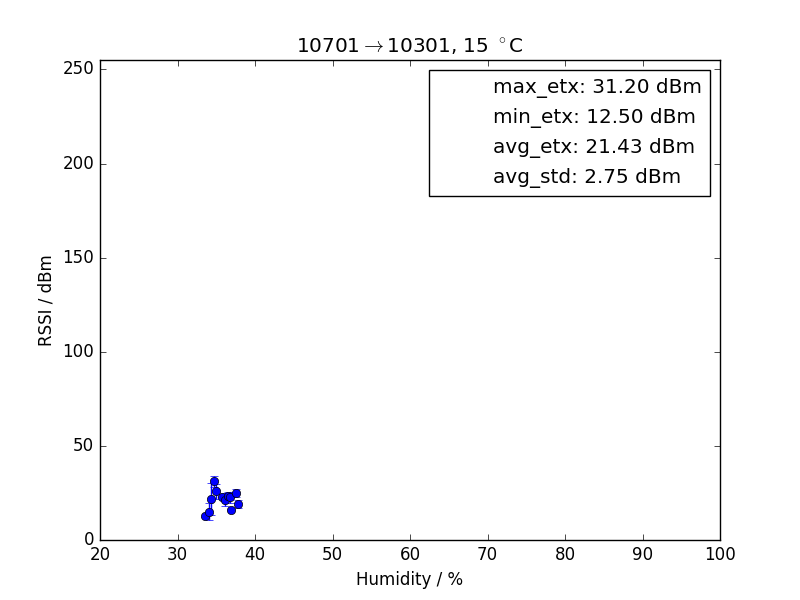 10701→10301, 15 °C
max_etx: 31.20 dBm
min_etx: 12.50 dBm
avg_etx: 21.43 dBm
avg_std: 2.75 dBm
RSSI / dBm
250
200
150
100
50
0
20 30 40 50 60 70 80 90 100
Humidity / %